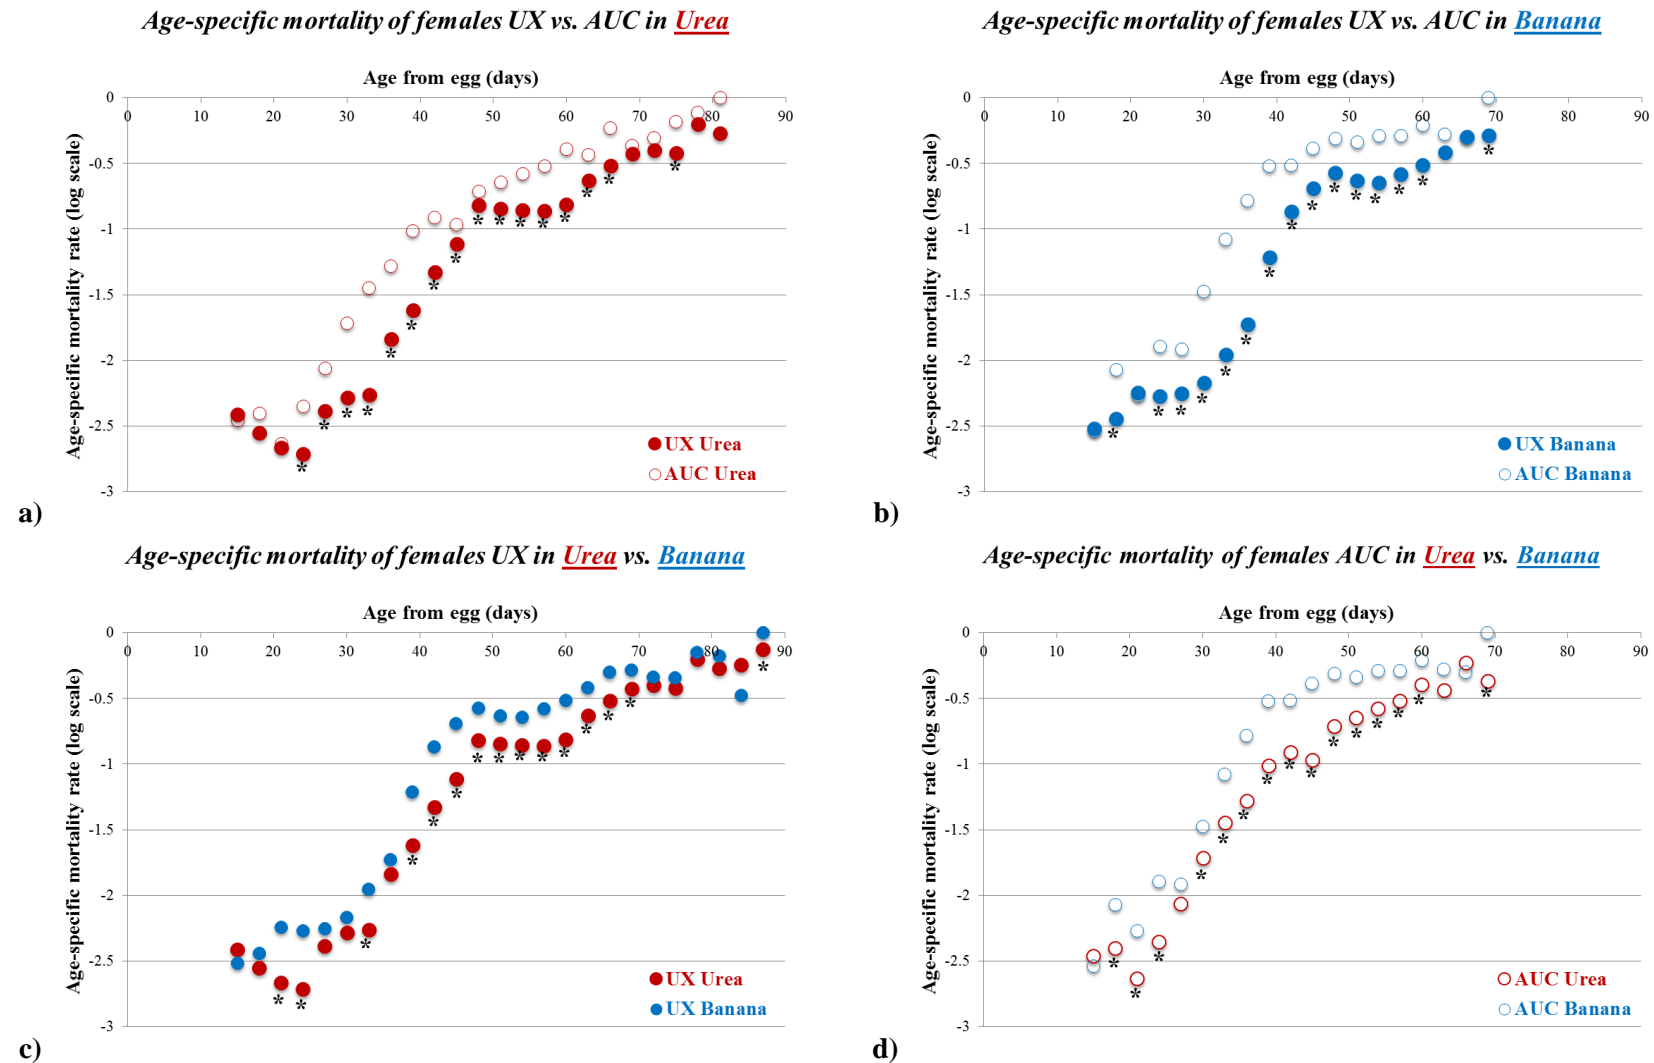 Age-specific mortality of females UX vs. AUC in Urea
Age from egg (days)
0 10 20 30 40 50 60 70 80 90
0
-0.5
-1
-1.5
-2
-2.5
-3
Age-specific mortality rate (log scale)
* * * * * * * * * * * * * * * *
UX Urea
AUC Urea
a)
Age-specific mortality of females UX vs. AUC in Banana
Age from egg (days)
0 10 20 30 40 50 60 70 80 90
0
-0.5
-1
-1.5
-2
-2.5
-3
Age-specific mortality rate (log scale)
* * * * * * * * * * * * * * *
UX Banana
AUC Banana
b)
Age-specific mortality of females UX in Urea vs. Banana
Age from egg (days)
0 10 20 30 40 50 60 70 80 90
0
-0.5
-1
-1.5
-2
-2.5
-3
Age-specific mortality rate (log scale)
* * * * * * * * * * * * * * *
UX Urea
UX Banana
c)
Age-specific mortality of females AUC in Urea vs. Banana
Age from egg (days)
0 10 20 30 40 50 60 70 80 90
0
-0.5
-1
-1.5
-2
-2.5
-3
Age-specific mortality rate (log scale)
* * * * * * * * * * * * * * *
AUC Urea
AUC Banana
d)